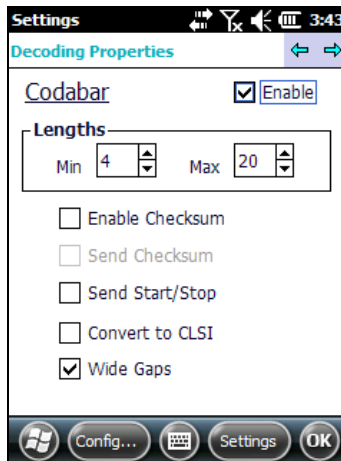 Settings 3:43
Decoding Properties
Codabar Enable
Lengths
Min 4 Max 20
Enable Checksum
Send Checksum
Send Start/Stop
Convert to CLSI
Wide Gaps
Config... Settings OK